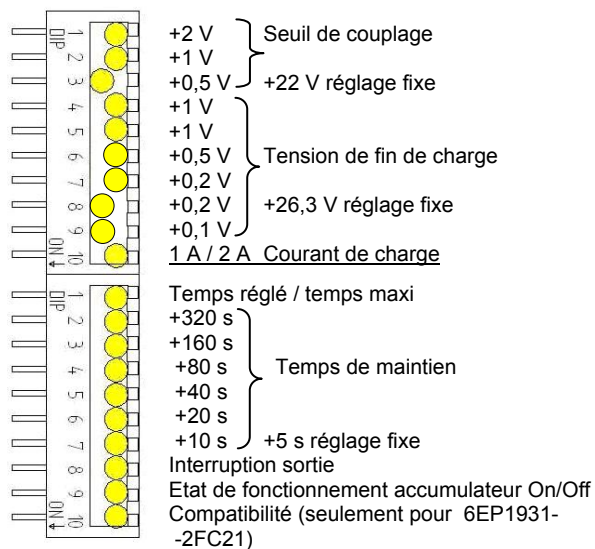 DIP
1 +2 V Seuil de couplage
2 +1 V
3 +0,5 V +22 V réglage fixe
4 +1 V
5 +1 V
6 +0,5 V Tension de fin de charge
7 +0,2 V
8 +0,2 V +26,3 V réglage fixe
9 +0,1 V
ON↓ 10 1 A / 2 A Courant de charge
DIP
1 Temps réglé / temps maxi
2 +320 s
3 +160 s
4 +80 s Temps de maintien
5 +40 s
6 +20 s
7 +10 s +5 s réglage fixe
8 Interruption sortie
9 Etat de fonctionnement accumulateur On/Off
ON↓ 10 Compatibilité (seulement pour 6EP1931-
-2FC21)